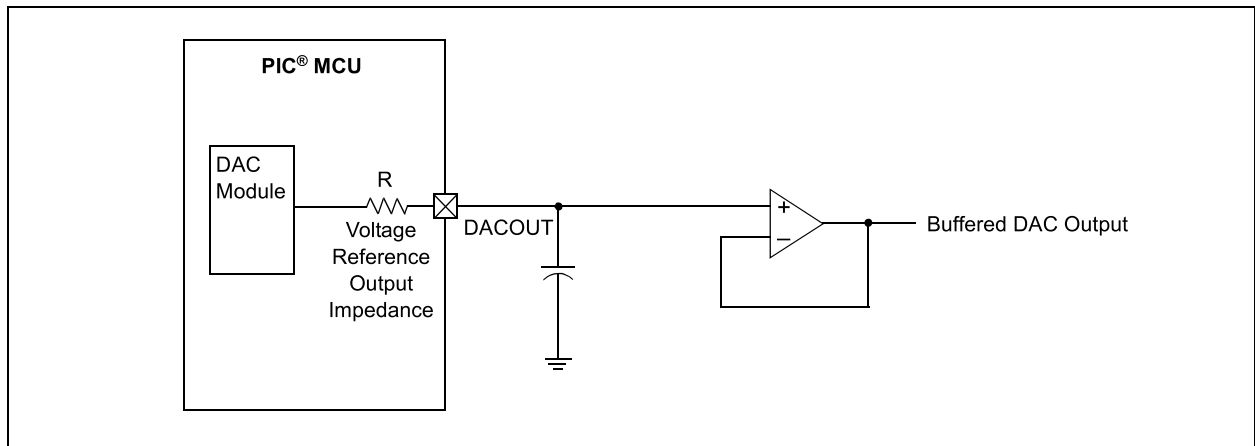 PIC® MCU
DAC
Module
R
Voltage
Reference
Output
Impedance
DACOUT
+
–
Buffered DAC Output